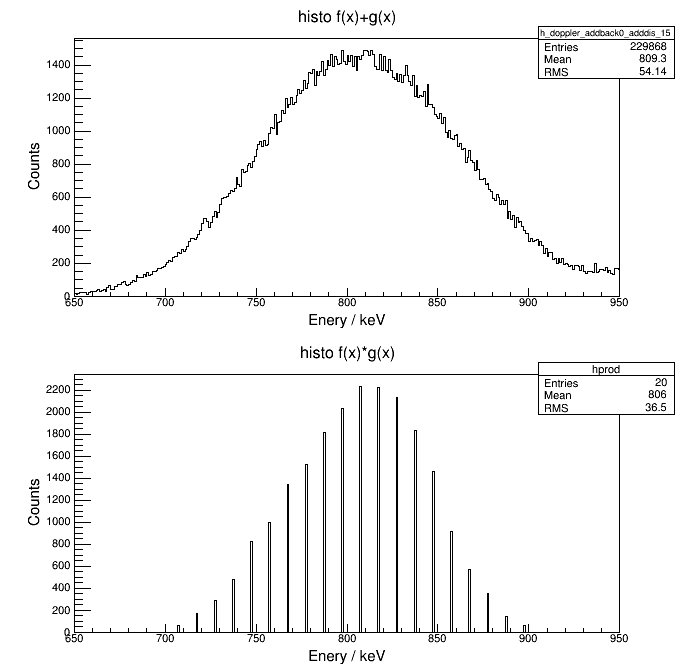 histo f(x)+g(x)
h_doppler_addback0_adddis_15
Entries 229868
Mean 809.3
RMS 54.14
Counts
1400
1200
1000
800
600
400
200
0
650 700 750 800 850 900 950
Enery / keV
histo f(x)*g(x)
hprod
Entries 20
Mean 806
RMS 36.5
Counts
2200
2000
1800
1600
1400
1200
1000
800
600
400
200
0
650 700 750 800 850 900 950
Enery / keV